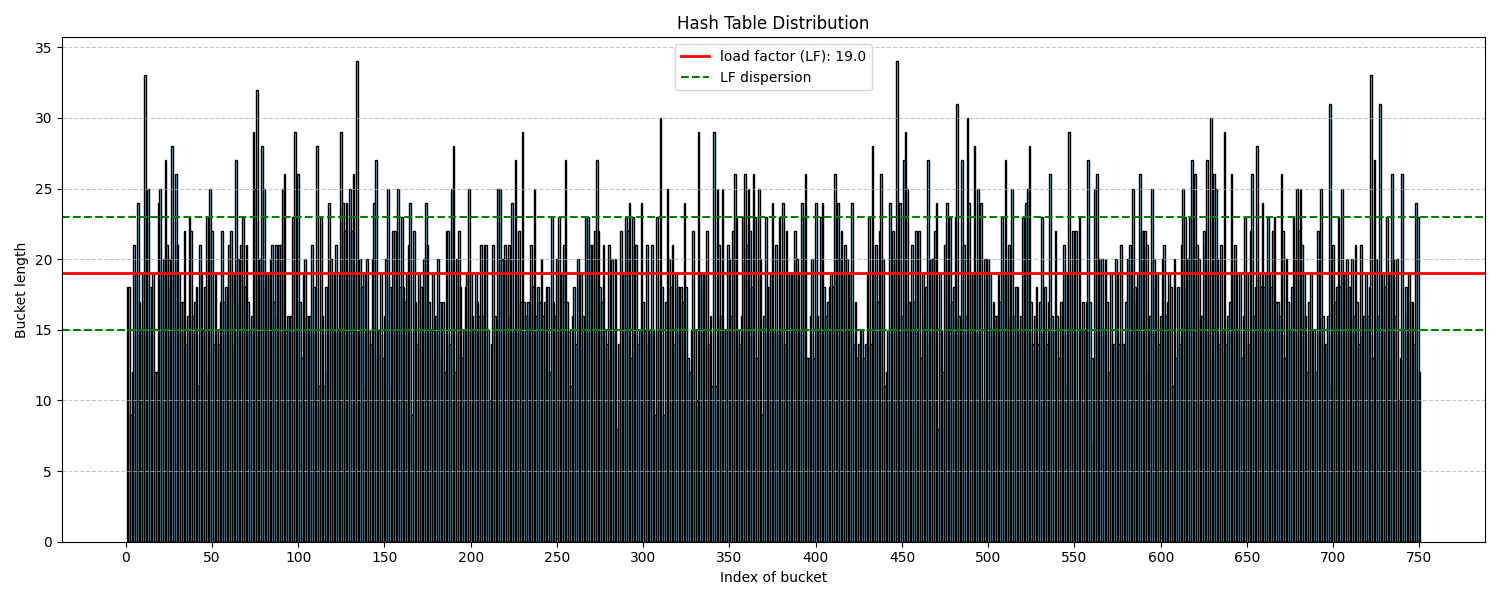 Hash Table Distribution
load factor (LF): 19.0
LF dispersion
Bucket length
35
30
25
20
15
10
5
0
0 50 100 150 200 250 300 350 400 450 500 550 600 650 700 750
Index of bucket